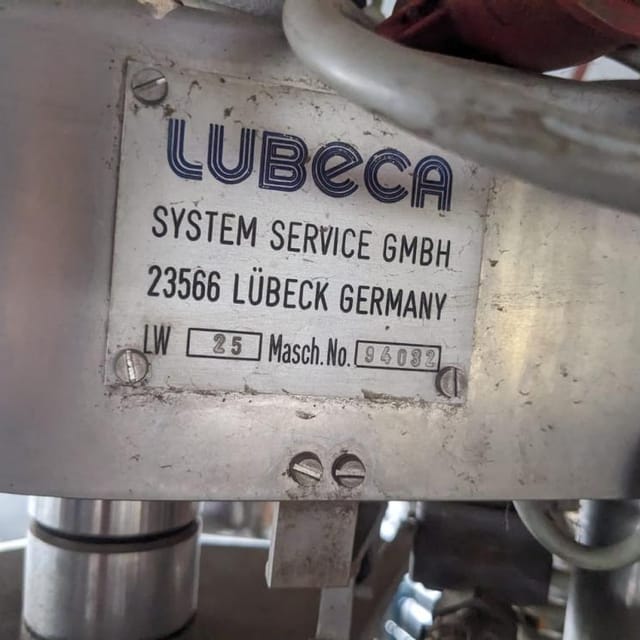 LUBeCA
SYSTEM SERVICE GMBH
23566 LÜBECK GERMANY
LW 25 Masch.No. 94032